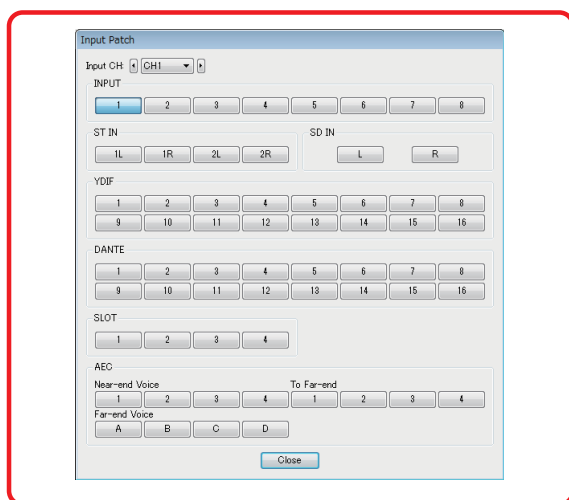 Input Patch
Input CH: CH1
INPUT
1 2 3 4 5 6 7 8
ST IN SD IN
1L 1R 2L 2R L R
YDIF
1 2 3 4 5 6 7 8
9 10 11 12 13 14 15 16
DANTE
1 2 3 4 5 6 7 8
9 10 11 12 13 14 15 16
SLOT
1 2 3 4
AEC
Near-end Voice To Far-end
1 2 3 4 1 2 3 4
Far-end Voice
A B C D
Close